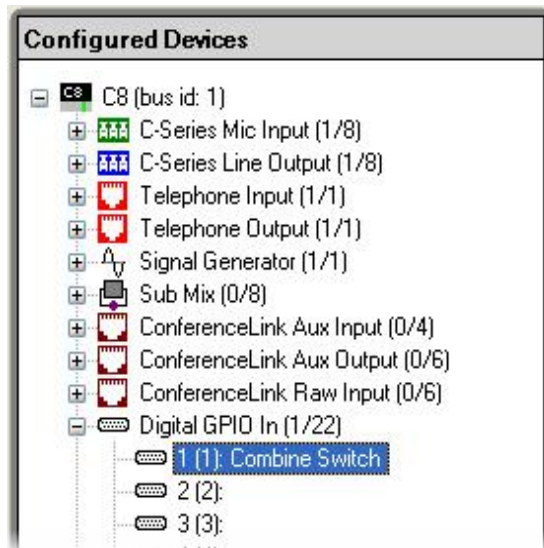 Configured Devices
C8 C8 (bus id: 1)
C-Series Mic Input (1/8)
C-Series Line Output (1/8)
Telephone Input (1/1)
Telephone Output (1/1)
Signal Generator (1/1)
Sub Mix (0/8)
ConferenceLink Aux Input (0/4)
ConferenceLink Aux Output (0/6)
ConferenceLink Raw Input (0/6)
Digital GPIO In (1/22)
1 (1): Combine Switch
2 (2):
3 (3):